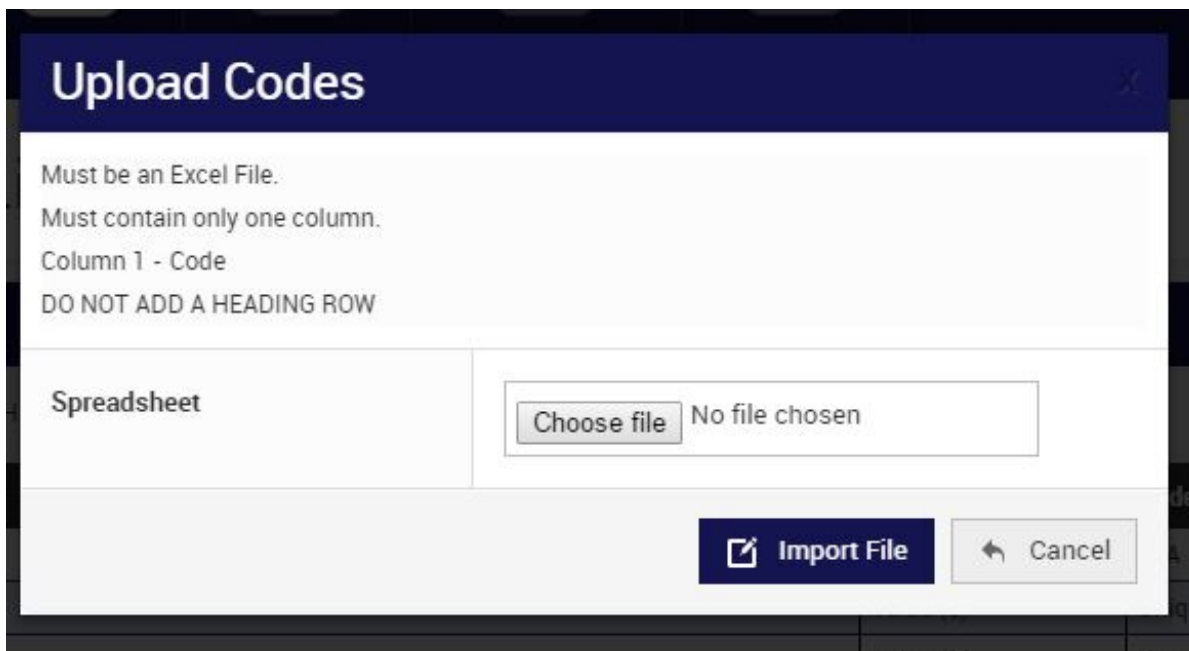 Upload Codes
x
Must be an Excel File.
Must contain only one column.
Column 1 - Code
DO NOT ADD A HEADING ROW
Spreadsheet
Choose file No file chosen
Import File Cancel